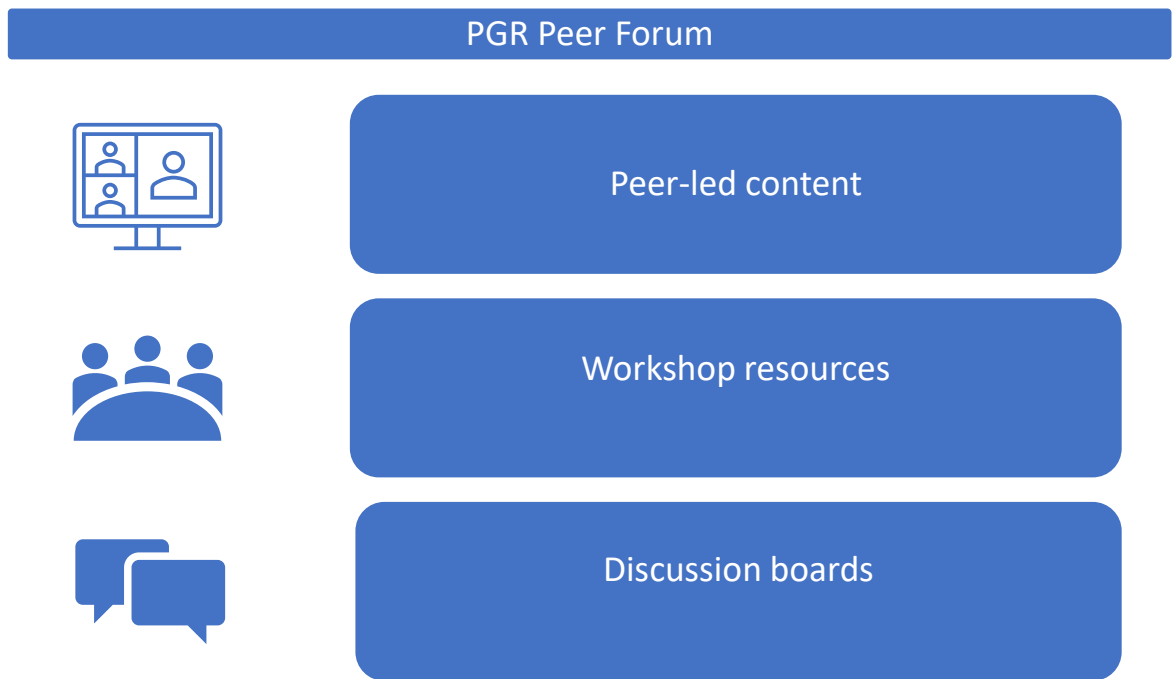 PGR Peer Forum
Peer-led content
Workshop resources
Discussion boards